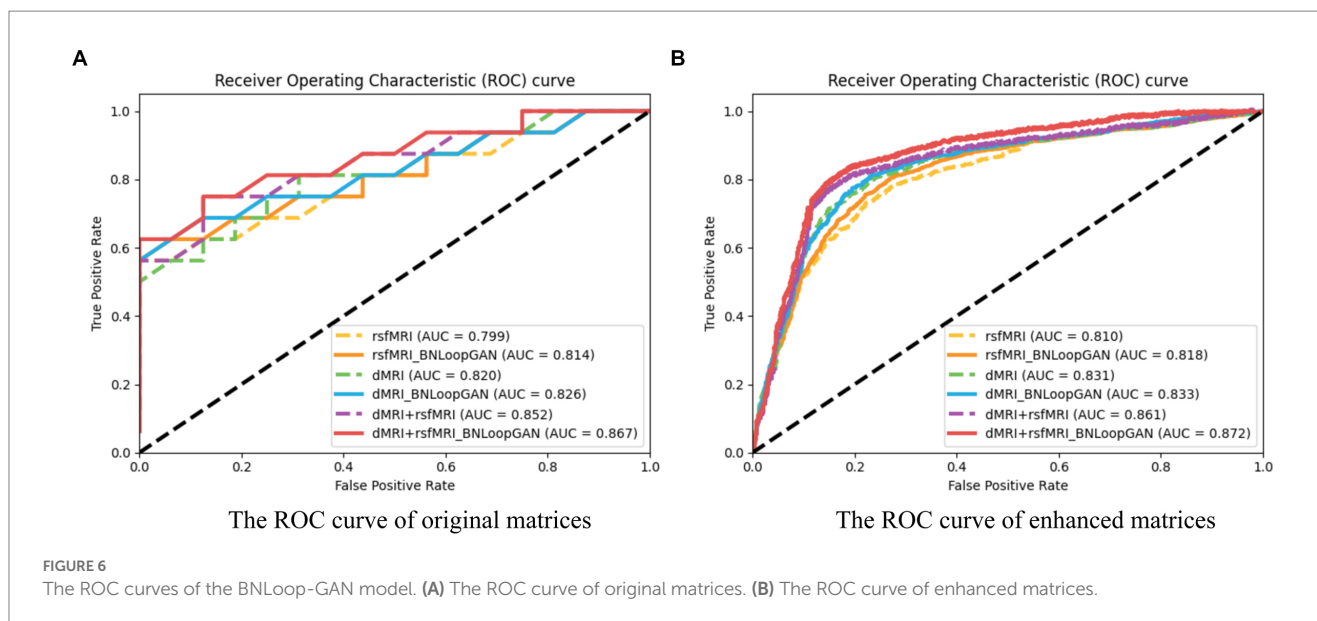 A
Receiver Operating Characteristic (ROC) curve
True Positive Rate
1.0
0.8
0.6
0.4
0.2
0.0
rsfMRI (AUC = 0.799)
rsfMRI_BNLoopGAN (AUC = 0.814)
dMRI (AUC = 0.820)
dMRI_BNLoopGAN (AUC = 0.826)
dMRI+rsfMRI (AUC = 0.852)
dMRI+rsfMRI_BNLoopGAN (AUC = 0.867)
0.0 0.2 0.4 0.6 0.8 1.0
False Positive Rate
The ROC curve of original matrices
B
Receiver Operating Characteristic (ROC) curve
True Positive Rate
1.0
0.8
0.6
0.4
0.2
0.0
rsfMRI (AUC = 0.810)
rsfMRI_BNLoopGAN (AUC = 0.818)
dMRI (AUC = 0.831)
dMRI_BNLoopGAN (AUC = 0.833)
dMRI+rsfMRI (AUC = 0.861)
dMRI+rsfMRI_BNLoopGAN (AUC = 0.872)
0.0 0.2 0.4 0.6 0.8 1.0
False Positive Rate
The ROC curve of enhanced matrices
FIGURE 6
The ROC curves of the BNLoop-GAN model. (A) The ROC curve of original matrices. (B) The ROC curve of enhanced matrices.